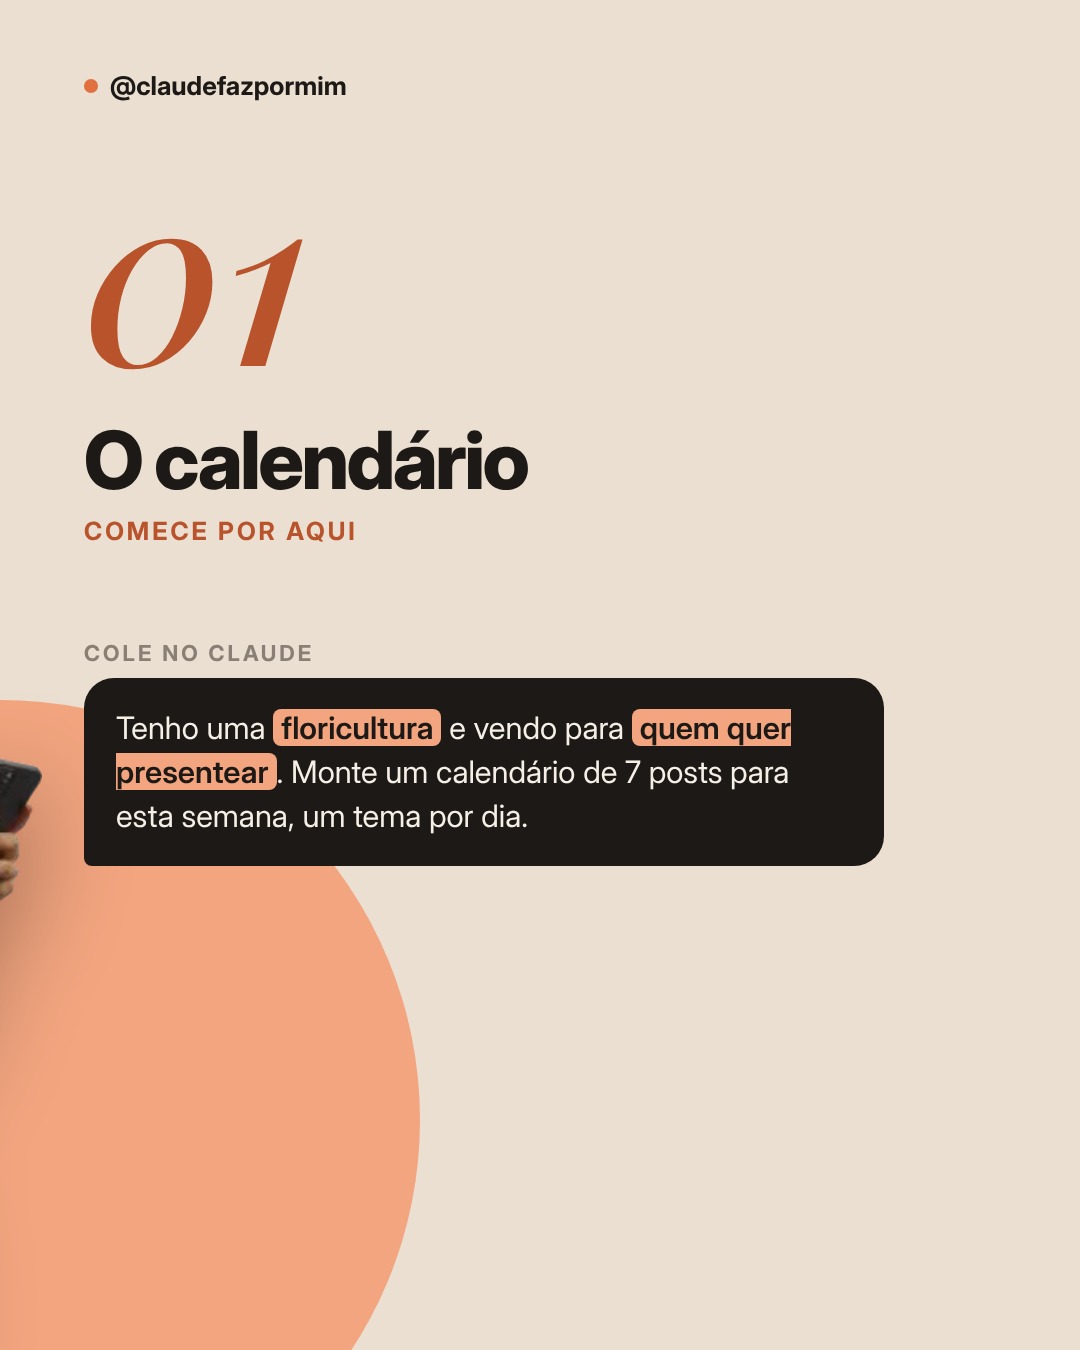 @claudefazpormim
01
O calendário
COMECE POR AQUI
COLE NO CLAUDE
Tenho uma floricultura e vendo para quem quer
presentear. Monte um calendário de 7 posts para
esta semana, um tema por dia.